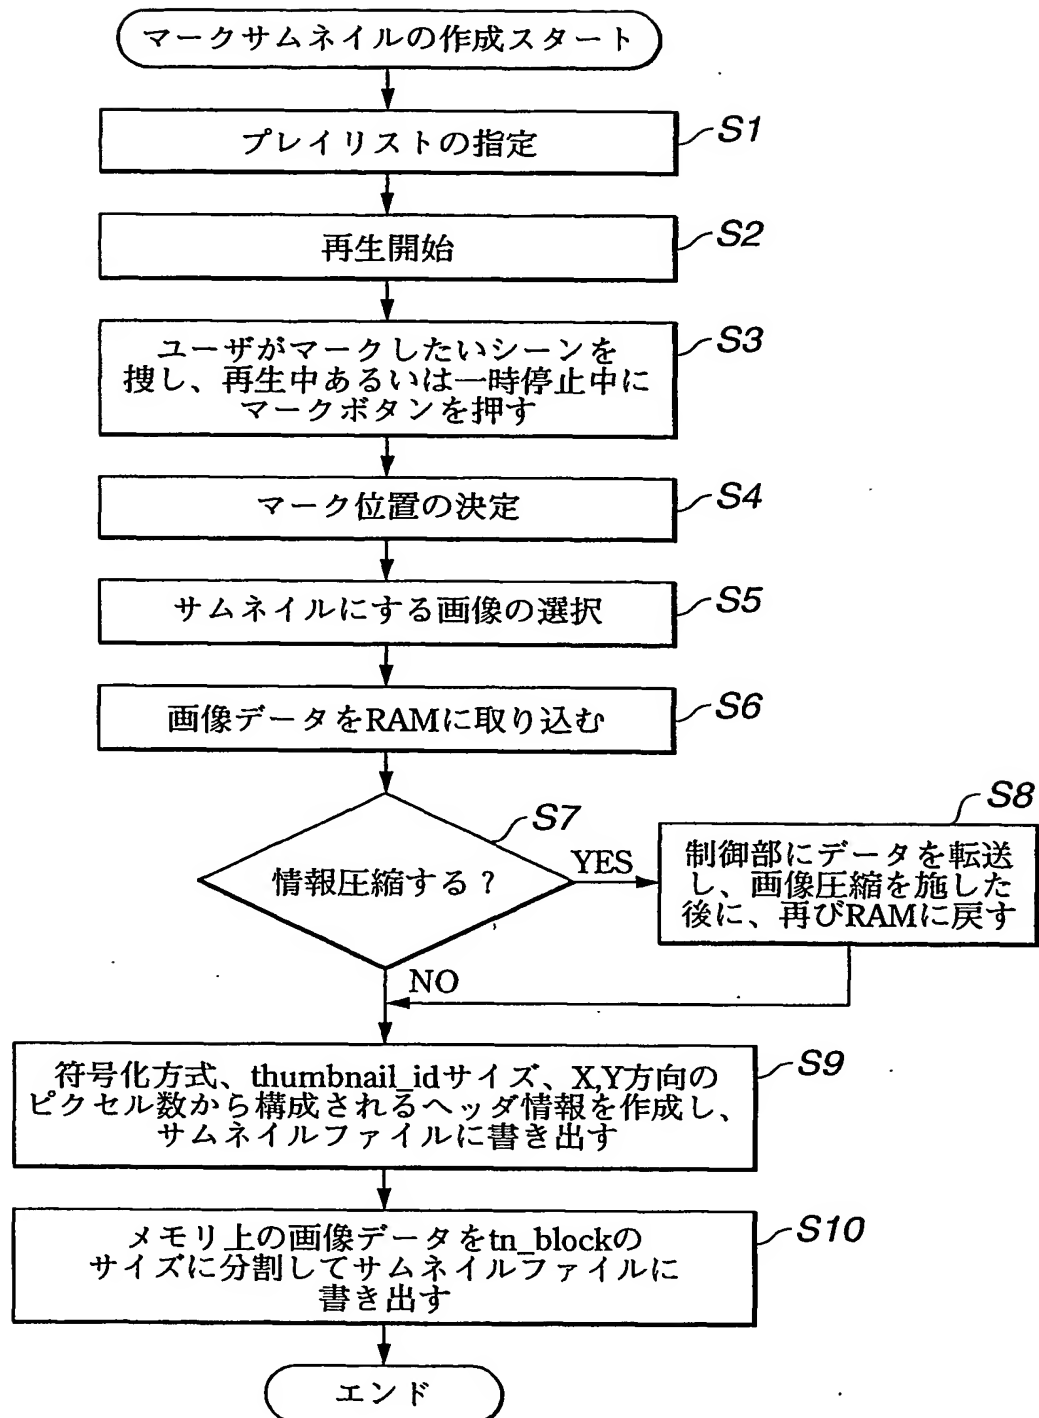 マークサムネイルの作成スタート
プレイリストの指定
S1
再生開始
S2
ユーザがマークしたいシーンを
捜し、再生中あるいは一時停止中に
マークボタンを押す
S3
マーク位置の決定
S4
サムネイルにする画像の選択
S5
画像データをRAMに取り込む
S6
情報圧縮する？
S7
YES
制御部にデータを転送
し、画像圧縮を施した
後に、再びRAMに戻す
S8
NO
符号化方式、thumbnail_idサイズ、X,Y方向の
ピクセル数から構成されるヘッダ情報を作成し、
サムネイルファイルに書き出す
S9
メモリ上の画像データをtn_blockの
サイズに分割してサムネイルファイルに
書き出す
S10
エンド